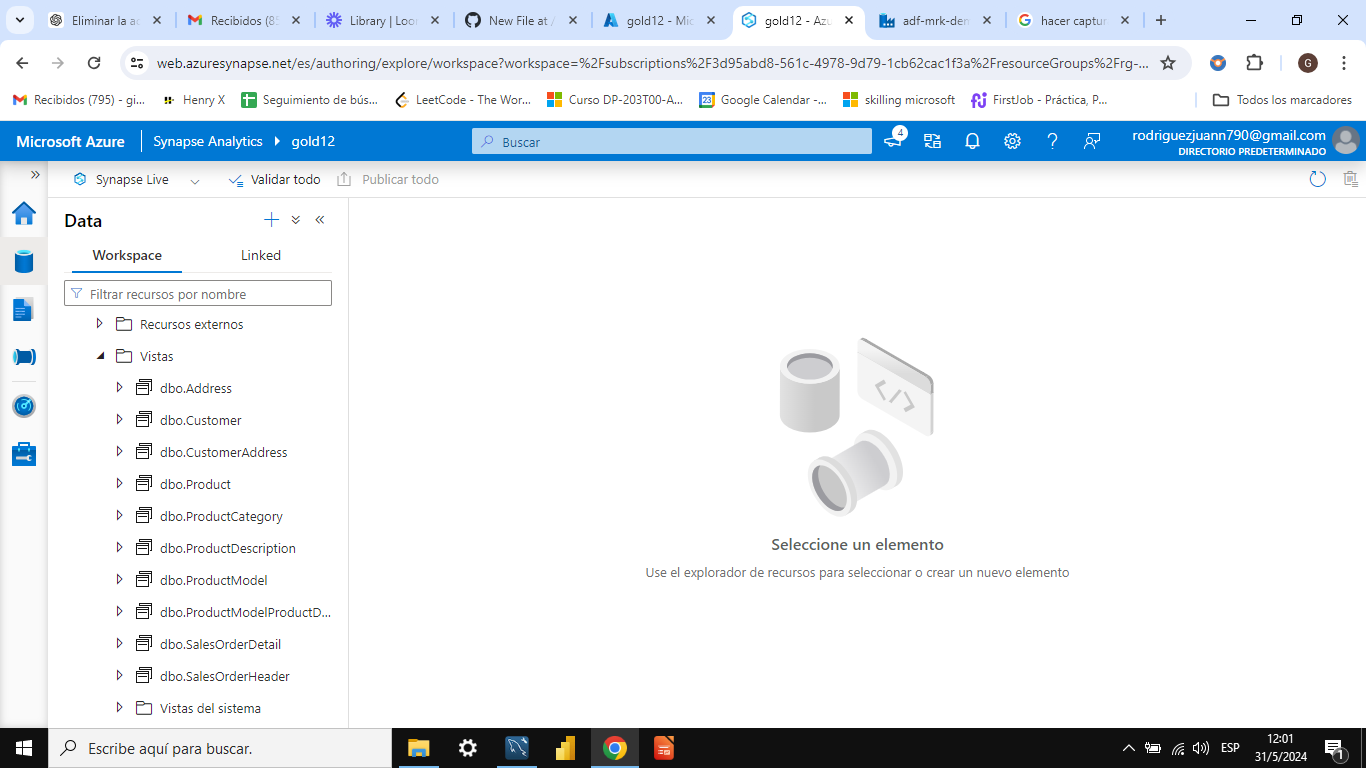 Eliminar la ac
Recibidos (85
Library | Loo
New File at /
gold12 - Mic
gold12 - Azu
adf-mrk-den
hacer captur
web.azuresynapse.net/es/authoring/explore/workspace?workspace=%2Fsubscriptions%2F3d95abd8-561c-4978-9d79-1cb62cac1f3a%2FresourceGroups%2Frg-...
G
Recibidos (795) - gi...
Henry X
Seguimiento de bús...
LeetCode - The Wor...
Curso DP-203T00-A...
Google Calendar -...
skilling microsoft
FirstJob - Práctica, P...
Todos los marcadores
Microsoft Azure
Synapse Analytics
gold12
Buscar
4
rodriguezjuann790@gmail.com
DIRECTORIO PREDETERMINADO
Synapse Live
Validar todo
Publicar todo
Data
Workspace
Linked
Filtrar recursos por nombre
Recursos externos
Vistas
dbo.Address
dbo.Customer
dbo.CustomerAddress
dbo.Product
dbo.ProductCategory
dbo.ProductDescription
dbo.ProductModel
dbo.ProductModelProductD...
dbo.SalesOrderDetail
dbo.SalesOrderHeader
Vistas del sistema
Seleccione un elemento
Use el explorador de recursos para seleccionar o crear un nuevo elemento
Escribe aquí para buscar.
ESP
12:01
31/5/2024
1